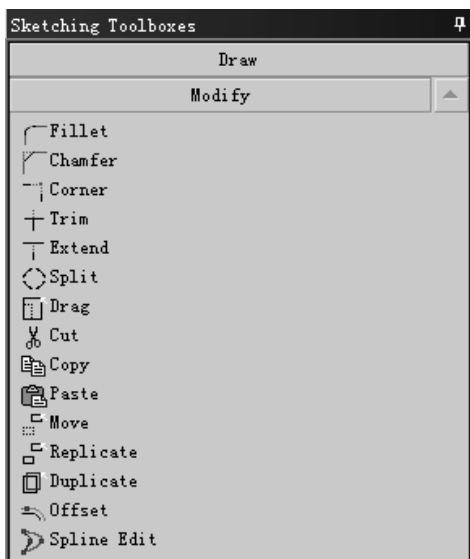 Sketching Toolboxes
Draw
Modify
Fillet
Chamfer
Corner
Trim
Extend
Split
Drag
Cut
Copy
Paste
Move
Replicate
Duplicate
Offset
Spline Edit